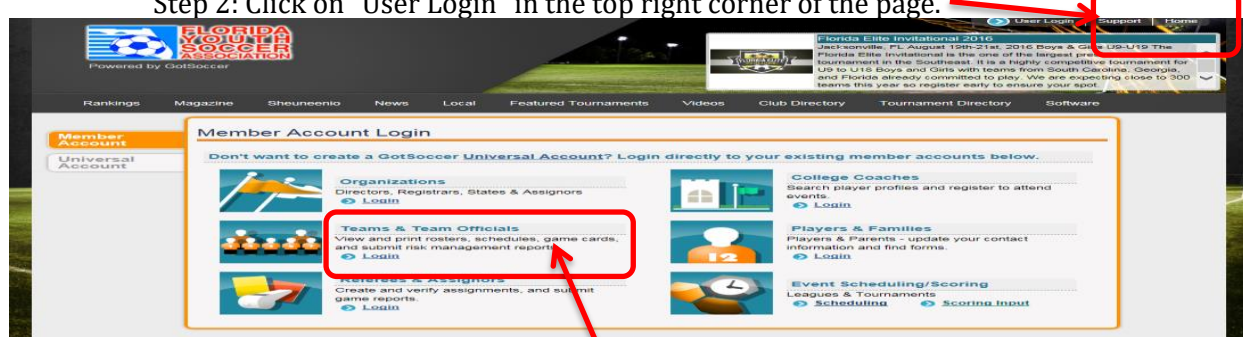 Step 2: Click on "User Login" in the top right corner of the page.
User Login Support Home
FLORIDA
YOUTH
SOCCER
ASSOCIATION
Powered by GotSoccer
Florida Elite Invitational 2016
Jacksonville, FL August 19th-21st, 2016 Boys & Girls U9-U19 The
Florida Elite Invitational is the one of the largest
tournament in the Southeast. It is a highly competitive tournament for
U9 to U18 Boys and Girls with teams from South Carolina, Georgia,
and Florida already committed to play. We are expecting close to 300
teams this year so register early to ensure your spot.
Rankings Magazine Sheuneenio News Local Featured Tournaments Videos Club Directory Tournament Directory Software
Member
Account
Universal
Account
Member Account Login
Don't want to create a GotSoccer Universal Account? Login directly to your existing member accounts below.
Organizations
Directors, Registrars, States & Assignors
Login
College Coaches
Search player profiles and register to attend
events.
Login
Teams & Team Officials
View and print rosters, schedules, game cards,
and submit risk management reports
Login
Players & Families
Players & Parents - update your contact
information and find forms.
Login
12
Referees & Assignors
Create and verify assignments, and submit
game reports.
Login
Event Scheduling/Scoring
Leagues & Tournaments
Scheduling Scoring Input